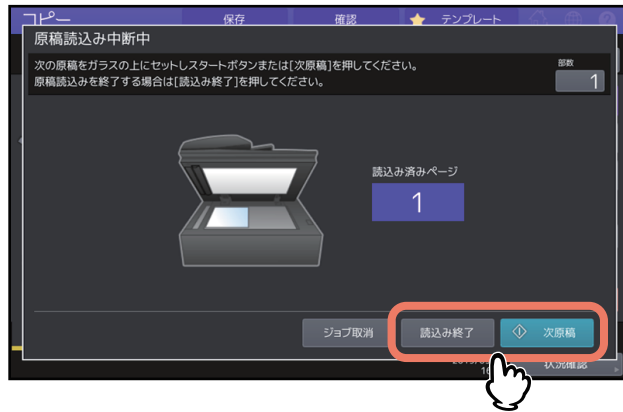 コピー 保存 確認 テンプレート
原稿読込み中断中
次の原稿をガラスの上にセットしスタートボタンまたは[次原稿]を押してください。
原稿読込みを終了する場合は[読込み終了]を押してください。
部数
1
読込み済みページ
1
ジョブ取消 読込み終了 次原稿
状況確認